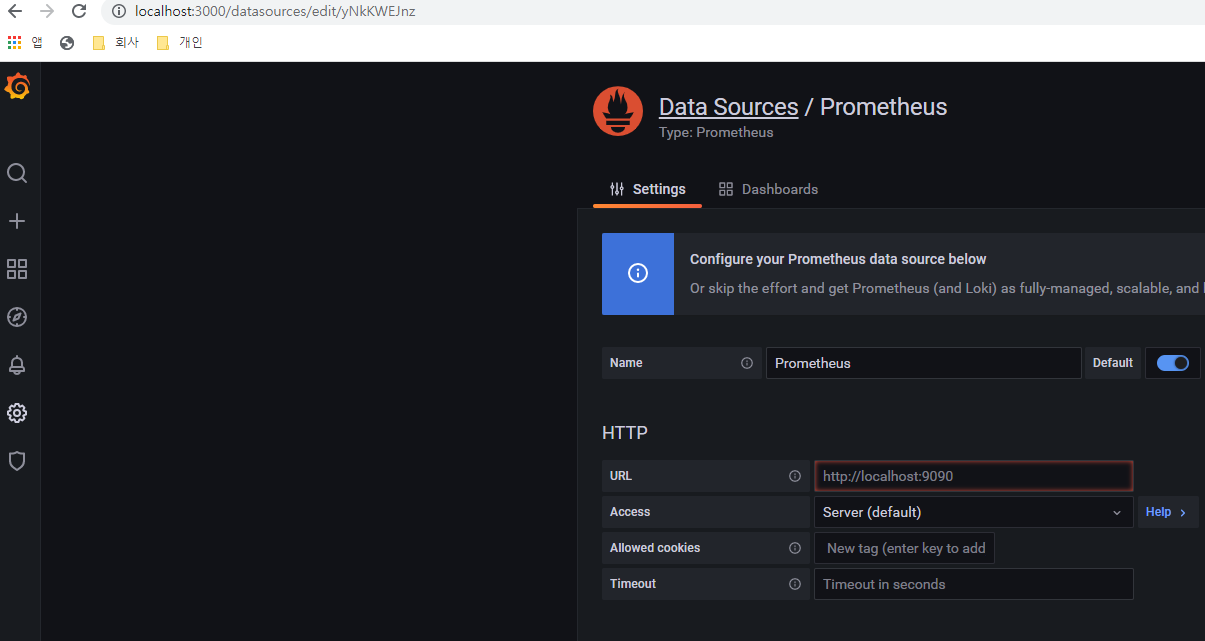 localhost:3000/datasources/edit/yNkKWEJnz
앱 회사 개인
Data Sources / Prometheus
Type: Prometheus
Settings Dashboards
Configure your Prometheus data source below
Or skip the effort and get Prometheus (and Loki) as fully-managed, scalable, and
Name Prometheus Default
HTTP
URL http://localhost:9090
Access Server (default) Help
Allowed cookies New tag (enter key to add
Timeout Timeout in seconds